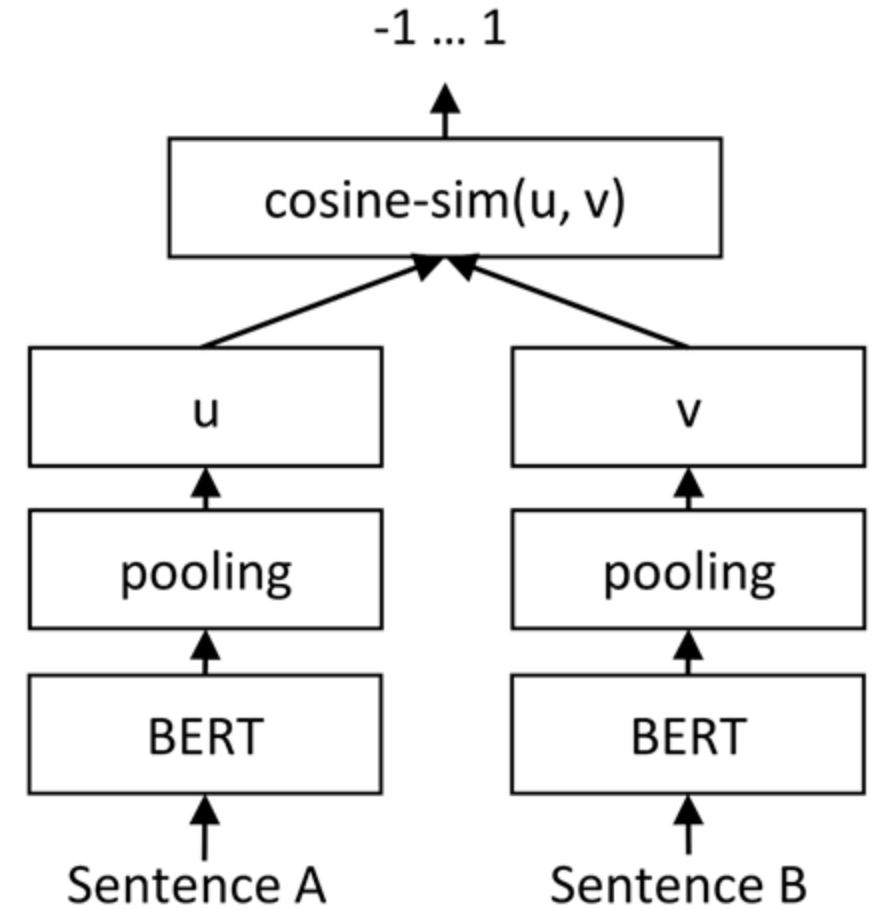 -1 ... 1
cosine-sim(u, v)
u
v
pooling
pooling
BERT
BERT
Sentence A
Sentence B